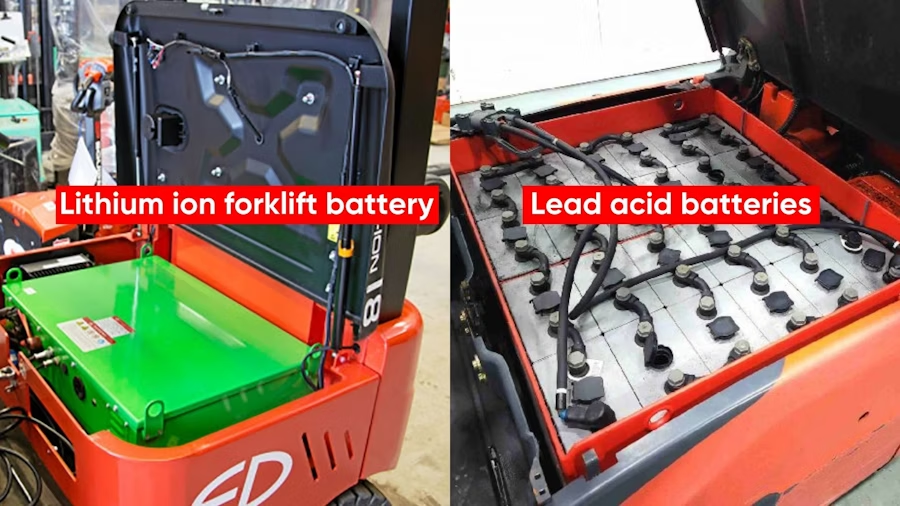 Lithium ion forklift battery
Lead acid batteries